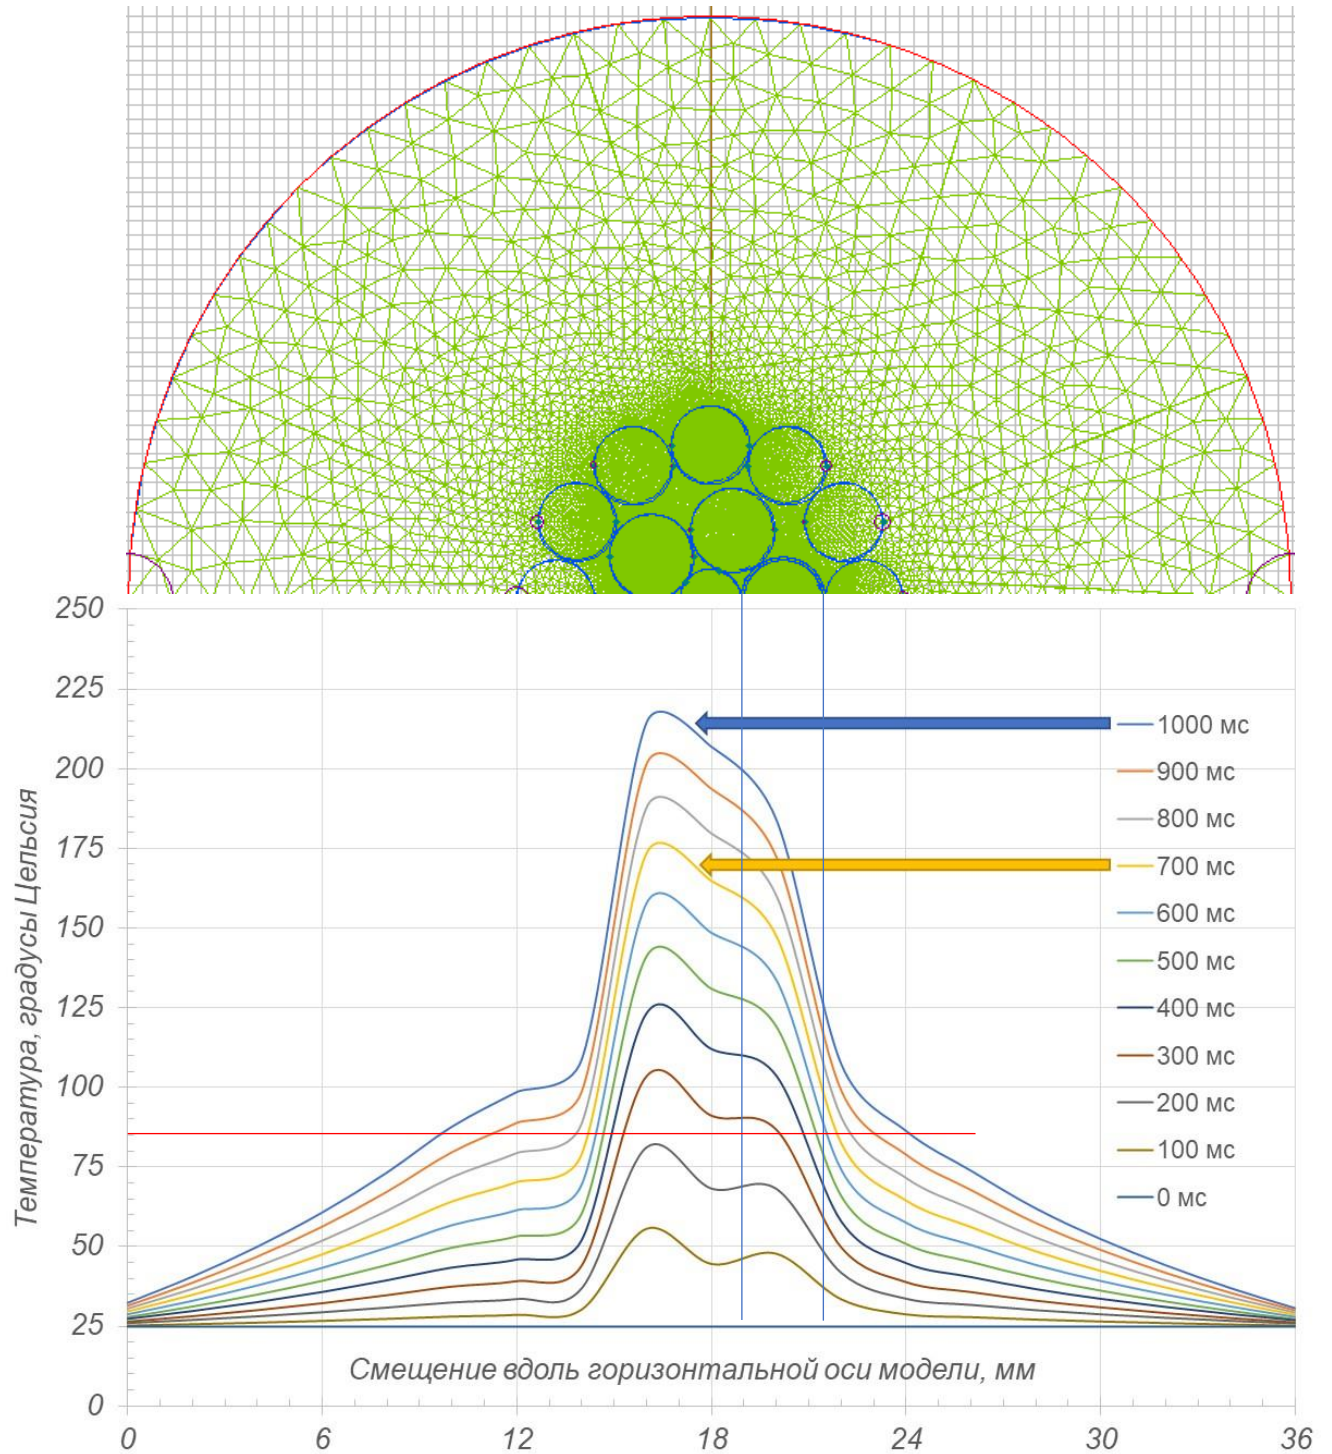 250
225
200
175
150
125
100
75
50
25
0
Температура, градусы Цельсия
1000 мс
900 мс
800 мс
700 мс
600 мс
500 мс
400 мс
300 мс
200 мс
100 мс
0 мс
Смещение вдоль горизонтальной оси модели, мм
0 6 12 18 24 30 36